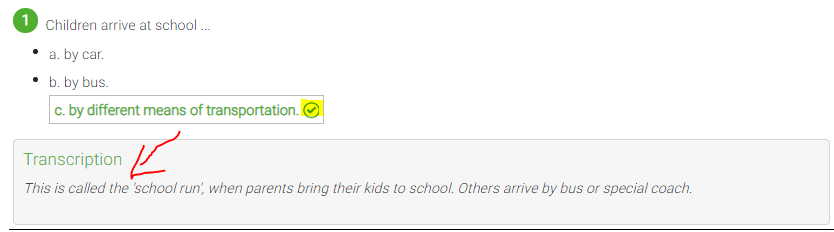 1 Children arrive at school ...
• a. by car.
• b. by bus.
c. by different means of transportation.
Transcription
This is called the 'school run', when parents bring their kids to school. Others arrive by bus or special coach.